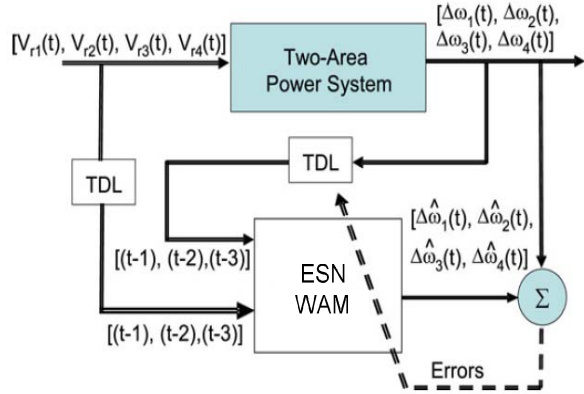 [V_r1(t), V_r2(t), V_r3(t), V_r4(t)]
Two-Area
Power System
[Δω_1(t), Δω_2(t),
Δω_3(t), Δω_4(t)]
TDL
TDL
[Δω̂_1(t), Δω̂_2(t),
Δω̂_3(t), Δω̂_4(t)]
[(t-1), (t-2),(t-3)]
ESN
WAM
Σ
[(t-1), (t-2),(t-3)]
Errors